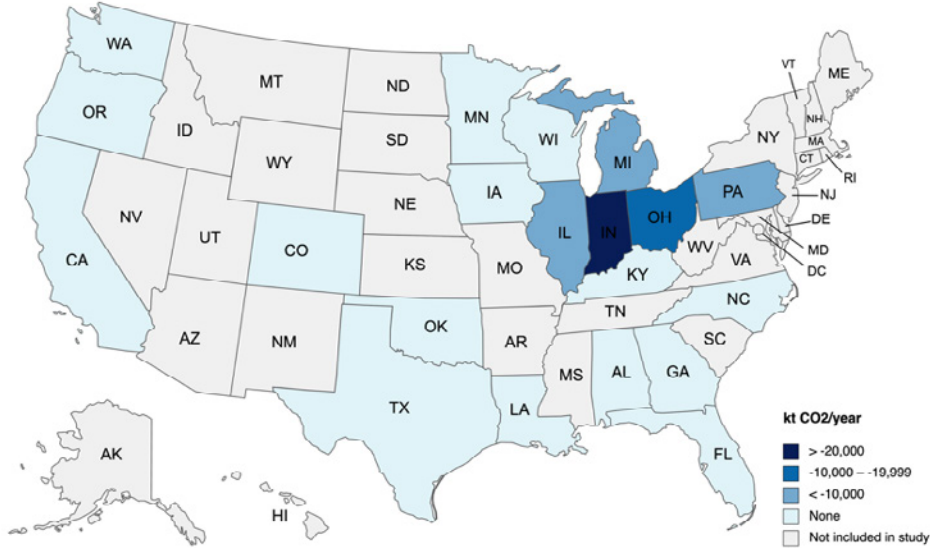 WA
OR
CA
ID
NV
MT
WY
UT
AZ
CO
NM
ND
SD
NE
KS
OK
TX
MN
IA
MO
AR
LA
WI
IL
MI
IN
OH
KY
TN
MS
AL
GA
FL
SC
NC
VA
WV
PA
NY
VT
NH
ME
MA
CT
RI
NJ
DE
MD
DC
AK
HI
kt CO2/year
> -20,000
-10,000 – -19,999
< -10,000
None
Not included in study